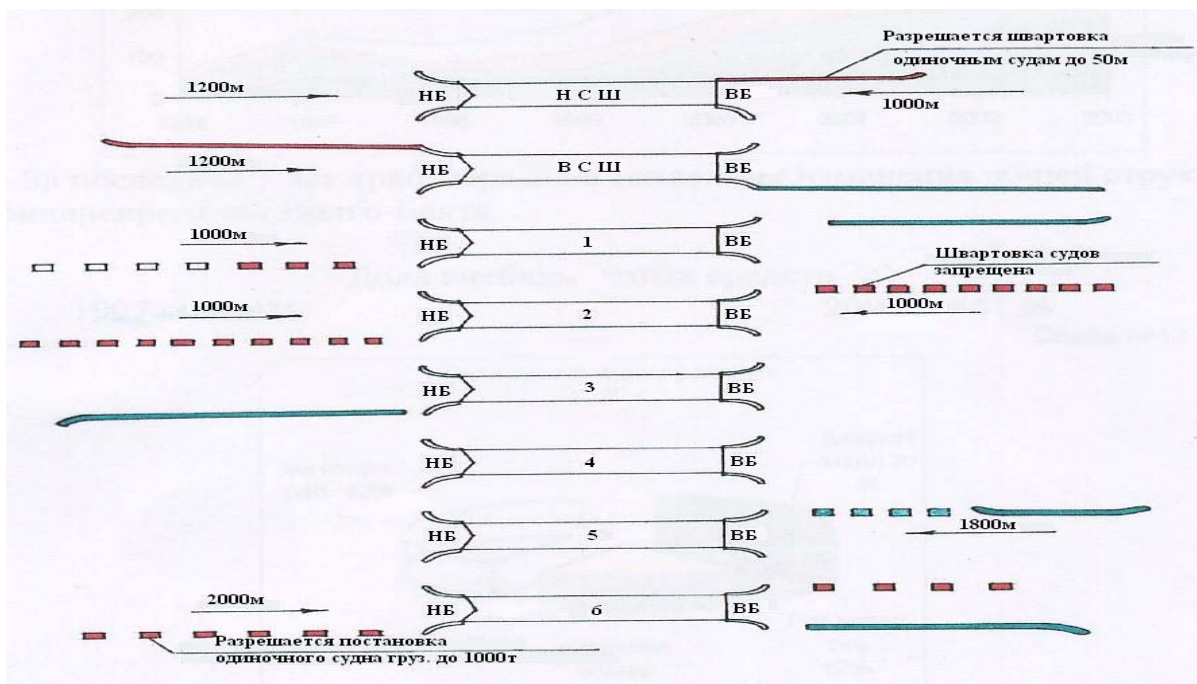 Разрешается швартовка
одиночным судам до 50м
1200м
НБ
Н С Ш
ВБ
1000м
1200м
НБ
В С Ш
ВБ
1000м
НБ
1
ВБ
Швартовка судов
запрещена
1000м
НБ
2
ВБ
1000м
НБ
3
ВБ
НБ
4
ВБ
НБ
5
ВБ
1800м
2000м
НБ
6
ВБ
Разрешается постановка
одиночного судна груз. до 1000т